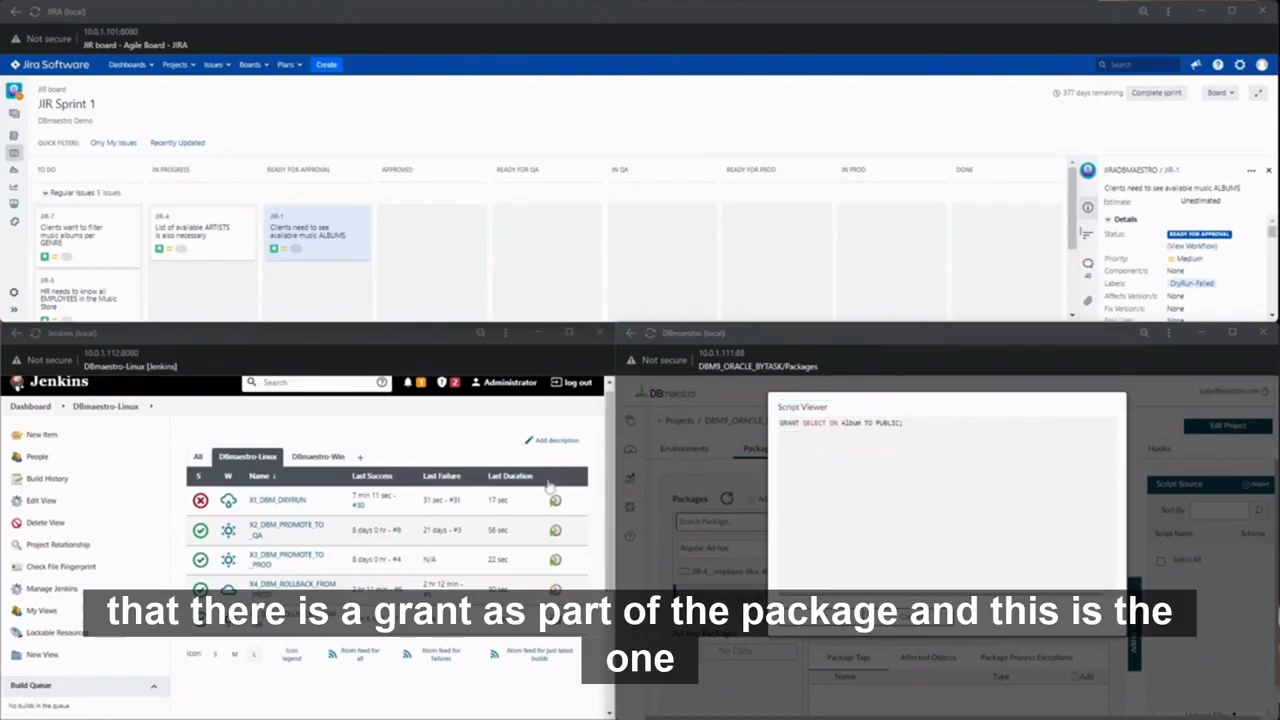 JIRA (local)
Not secure
10.0.1.101:8080
JIR board - Agile Board - JIRA
Jira Software
Dashboards
Projects
Issues
Boards
Plans
Create
Search
JIR board
JIR Sprint 1
DBmaestro Demo
377 days remaining
Complete sprint
Board
QUICK FILTERS:
Only My Issues
Recently Updated
TO DO
IN PROGRESS
READY FOR APPROVAL
APPROVED
READY FOR QA
IN QA
READY FOR PROD
IN PROD
DONE
Regular Issues 5 issues
JIR-7
Clients want to filter
music albums per
GENRE
JIR-4
List of available ARTISTS
is also necessary
JIR-1
Clients need to see
available music ALBUMS
JIR-6
HR needs to know all
EMPLOYEES in the Music
Store
JIRADBMAESTRO / JIR-1
Clients need to see available music ALBUMS
Estimate:
Unestimated
Details
Status:
READY FOR APPROVAL
(View Workflow)
Priority:
Medium
Component/s:
None
Labels:
DryRun-Failed
Affects Version/s:
None
Fix Version/s:
None
Jenkins (local)
Not secure
10.0.1.112:8080
DBmaestro-Linux [Jenkins]
Jenkins
Search
1
2
Administrator
log out
Dashboard
DBmaestro-Linux
New Item
People
Build History
Edit View
Delete View
Project Relationship
Check File Fingerprint
Manage Jenkins
My Views
Lockable Resources
New View
Build Queue
No builds in the queue.
Add description
All
DBmaestro-Linux
DBmaestro-Win
+
S
W
Name ↓
Last Success
Last Failure
Last Duration
X1_DBM_DRYRUN
7 min 11 sec -
#30
31 sec - #31
17 sec
X2_DBM_PROMOTE_TO
_QA
8 days 0 hr - #8
21 days - #3
56 sec
X3_DBM_PROMOTE_TO
_PROD
8 days 0 hr - #4
N/A
22 sec
X4_DBM_ROLLBACK_FROM
_PROD
2 hr 12 min -
Icon:
S
M
L
Icon
legend
Atom feed for
all
Atom feed for
failures
Atom feed for just latest
builds
DBmaestro (local)
Not secure
10.0.1.111:88
DBM9_ORACLE_BYTASK/Packages
DBmaestro
Projects / DBM9_ORACLE_B
Edit Project
Environments
Hooks
Packages
Search Package...
Regular, Ad-hoc
No Data
Script Viewer
GRANT SELECT ON Album TO PUBLIC;
Script Source
Export
Sort By
Script Name
Schema
Select All
Package Tags
Affected Objects
Package Process Exceptions
Name
Type
Add
that there is a grant as part of the package and this is the
one